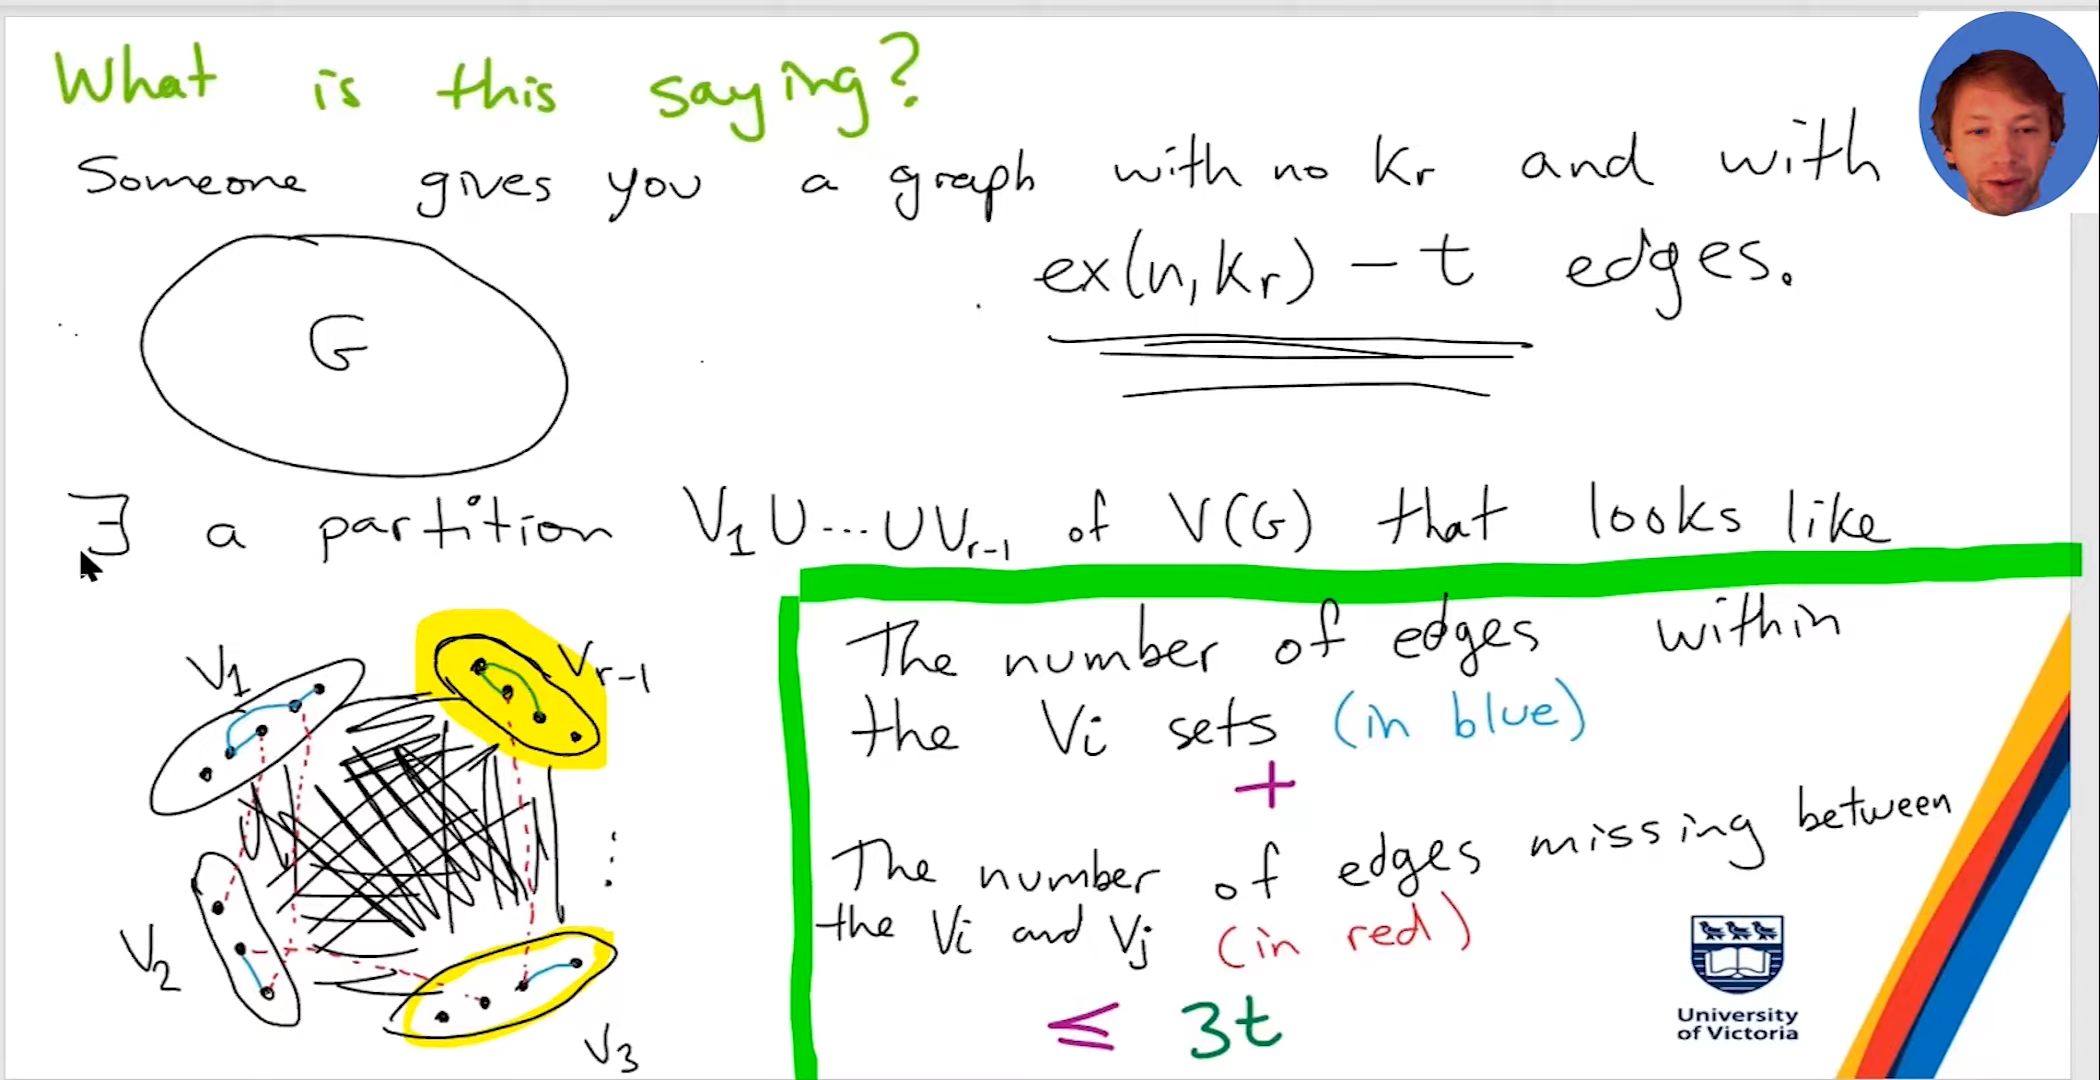 What is this saying?
Someone gives you a graph with no Kr and with
ex(n, Kr) - t edges.
G
∃ a partition V1 U ... U Vr-1 of V(G) that looks like
V1
Vr-1
V2
V3
The number of edges within
the Vi sets (in blue)
+
The number of edges missing between
the Vi and Vj (in red)
≤ 3t
University
of Victoria